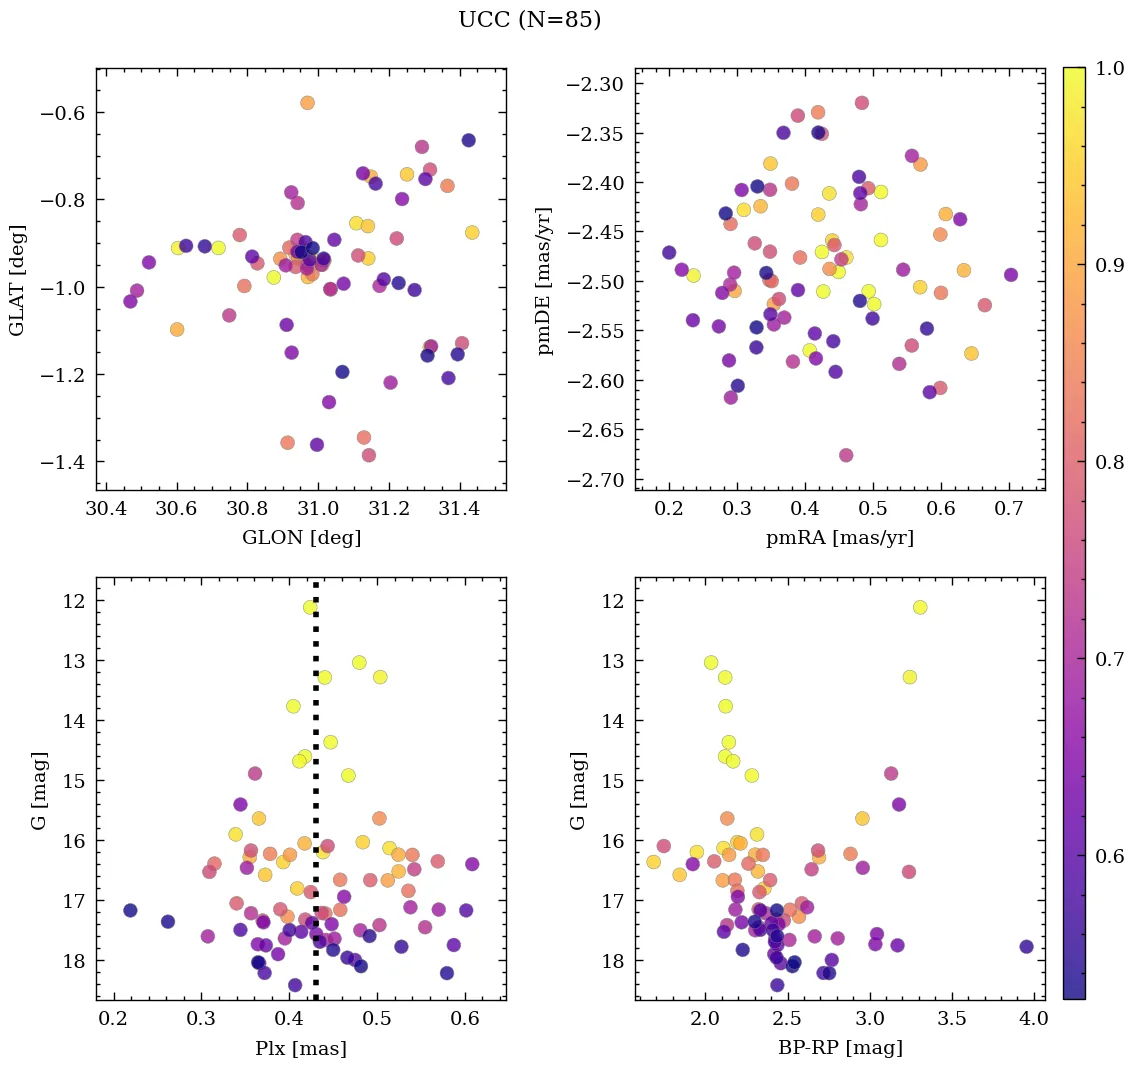 UCC (N=85)
−0.6
−0.8
−1.0
−1.2
−1.4
GLAT [deg]
30.4 30.6 30.8 31.0 31.2 31.4
GLON [deg]
−2.30
−2.35
−2.40
−2.45
−2.50
−2.55
−2.60
−2.65
−2.70
pmDE [mas/yr]
0.2 0.3 0.4 0.5 0.6 0.7
pmRA [mas/yr]
1.0
0.9
0.8
0.7
0.6
12
13
14
15
16
17
18
G [mag]
0.2 0.3 0.4 0.5 0.6
Plx [mas]
12
13
14
15
16
17
18
G [mag]
2.0 2.5 3.0 3.5 4.0
BP-RP [mag]